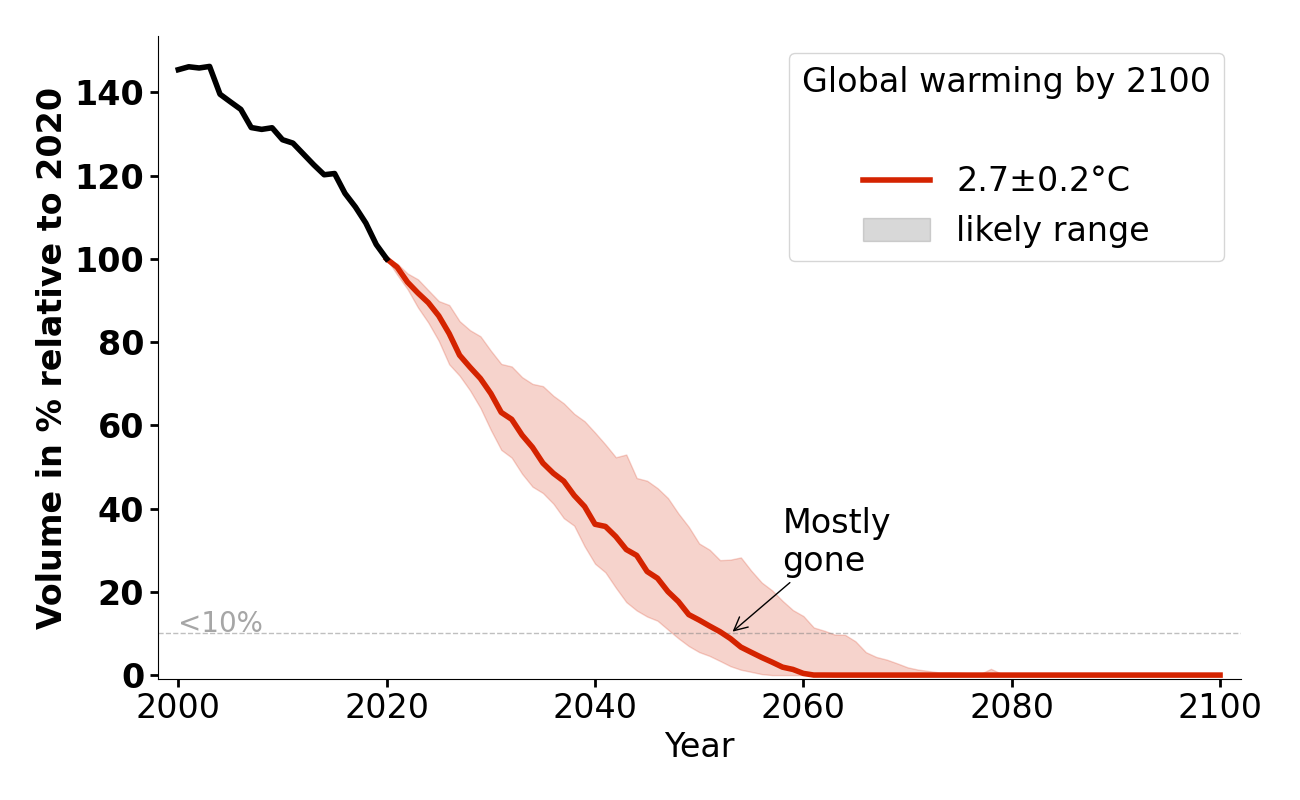 Volume in % relative to 2020
140
120
100
80
60
40
20
0
<10%
Global warming by 2100
2.7±0.2°C
likely range
Mostly
gone
2000 2020 2040 2060 2080 2100
Year